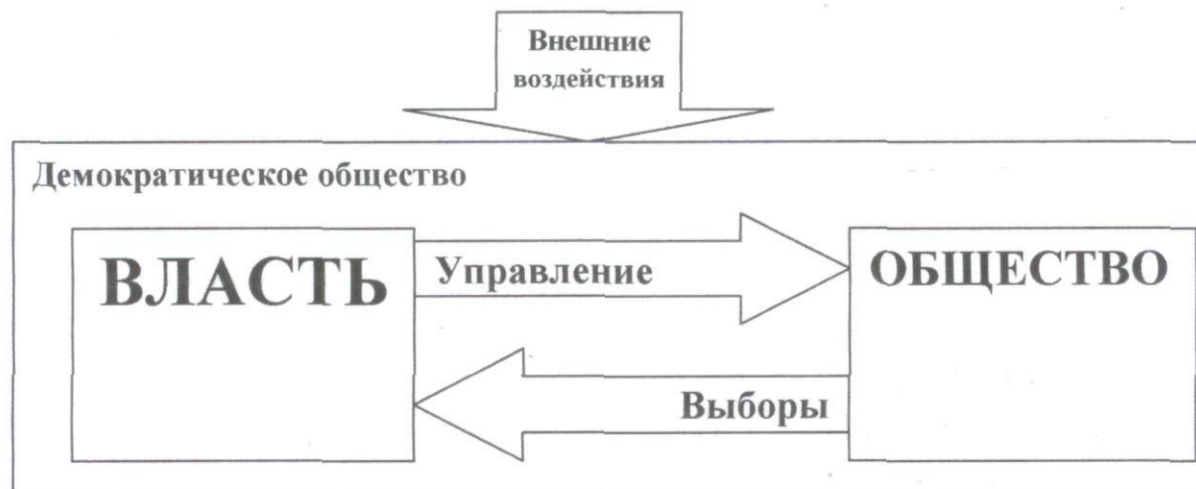 Внешние
воздействия
Демократическое общество
ВЛАСТЬ
Управление
ОБЩЕСТВО
Выборы